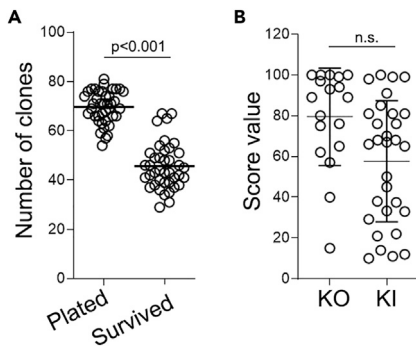 A
p<0.001
Number of clones
100
80
60
40
20
0
Plated
Survived
B
n.s.
Score value
120
100
80
60
40
20
0
KO
KI